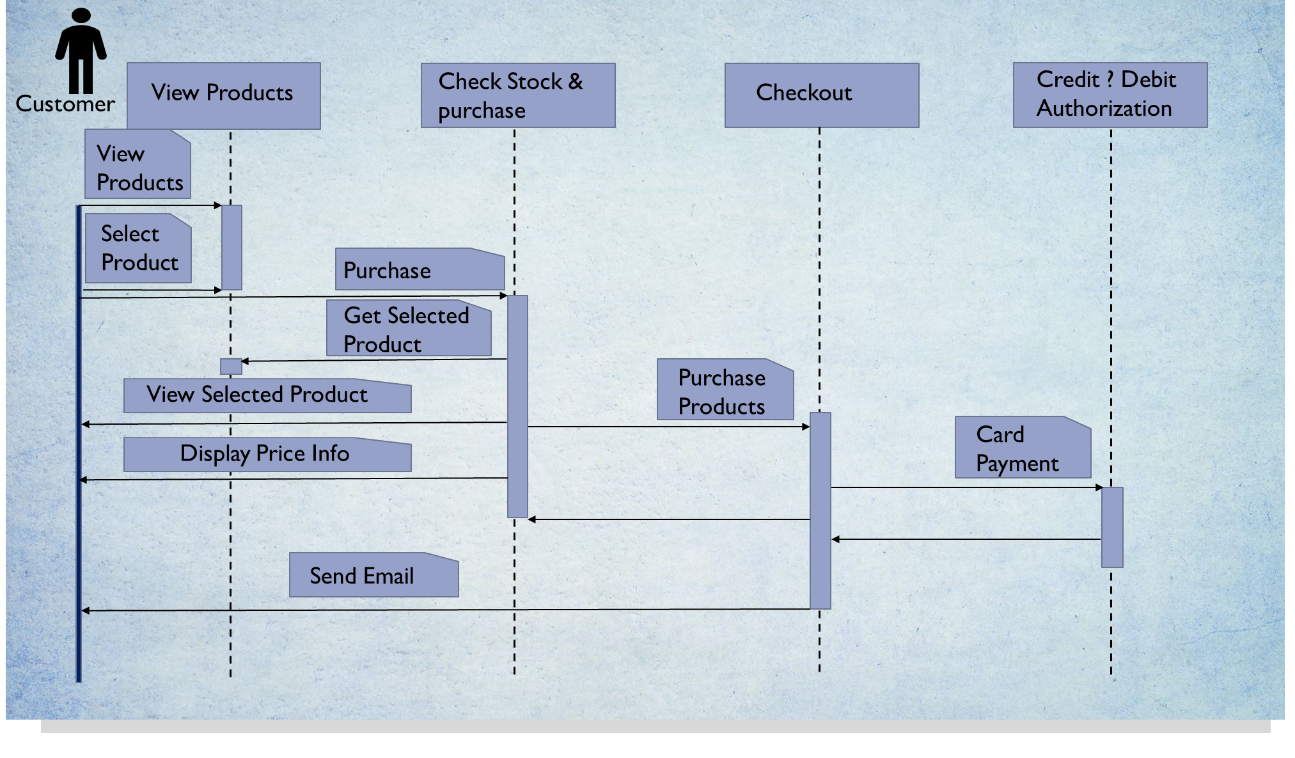 Customer
View Products
Check Stock &
purchase
Checkout
Credit ? Debit
Authorization
View
Products
Select
Product
Purchase
Get Selected
Product
View Selected Product
Purchase
Products
Display Price Info
Card
Payment
Send Email